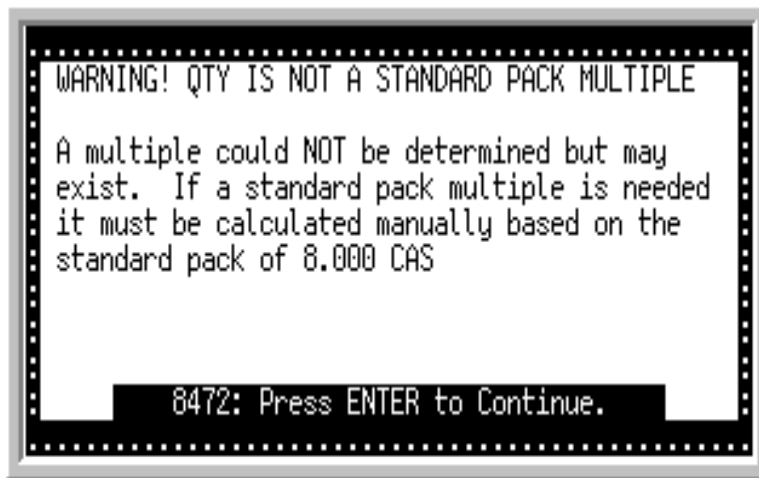 WARNING! QTY IS NOT A STANDARD PACK MULTIPLE
A multiple could NOT be determined but may
exist.  If a standard pack multiple is needed
it must be calculated manually based on the
standard pack of 8.000 CAS
8472: Press ENTER to Continue.